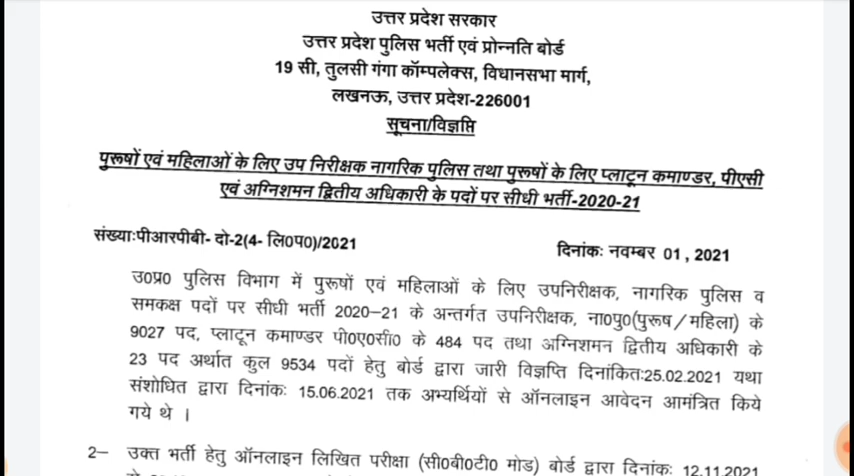 उत्तर प्रदेश सरकार
उत्तर प्रदेश पुलिस भर्ती एवं प्रोन्नति बोर्ड
19 सी, तुलसी गंगा कॉम्पलेक्स, विधानसभा मार्ग,
लखनऊ, उत्तर प्रदेश-226001
सूचना/विज्ञप्ति
पुरूषों एवं महिलाओं के लिए उप निरीक्षक नागरिक पुलिस तथा पुरूषों के लिए प्लाटून कमाण्डर, पीएसी
एवं अग्निशमन द्वितीय अधिकारी के पदों पर सीधी भर्ती-2020-21
संख्याःपीआरपीबी- दो-2(4- लि0प0)/2021
दिनांकः नवम्बर 01, 2021
उ0प्र0 पुलिस विभाग में पुरूषों एवं महिलाओं के लिए उपनिरीक्षक, नागरिक पुलिस व
समकक्ष पदों पर सीधी भर्ती 2020–21 के अन्तर्गत उपनिरीक्षक, ना0पु0(पुरूष/महिला) के
9027 पद, प्लाटून कमाण्डर पी0ए0सी0 के 484 पद तथा अग्निशमन द्वितीय अधिकारी के
23 पद अर्थात कुल 9534 पदों हेतु बोर्ड द्वारा जारी विज्ञप्ति दिनांकितः25.02.2021 यथा
संशोधित द्वारा दिनांकः 15.06.2021 तक अभ्यर्थियों से ऑनलाइन आवेदन आमंत्रित किये
गये थे ।
2– उक्त भर्ती हेतु ऑनलाइन लिखित परीक्षा (सी0बी0टी0 मोड) बोर्ड द्वारा दिनांकः 12.11.2021